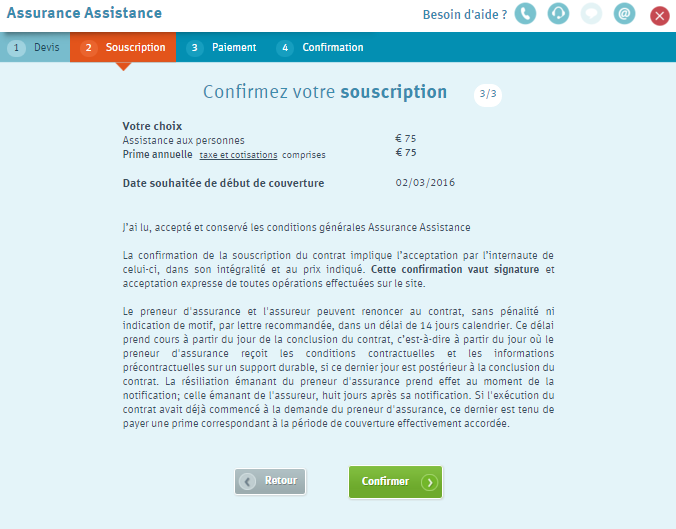 Assurance Assistance
Besoin d'aide ?
@
1 Devis 2 Souscription 3 Paiement 4 Confirmation
Confirmez votre souscription 3/3
Votre choix
Assistance aux personnes € 75
Prime annuelle taxe et cotisations comprises € 75
Date souhaitée de début de couverture 02/03/2016
J'ai lu, accepté et conservé les conditions générales Assurance Assistance
La confirmation de la souscription du contrat implique l'acceptation par l'internaute de
celui-ci, dans son intégralité et au prix indiqué. Cette confirmation vaut signature et
acceptation expresse de toutes opérations effectuées sur le site.
Le preneur d'assurance et l'assureur peuvent renoncer au contrat, sans pénalité ni
indication de motif, par lettre recommandée, dans un délai de 14 jours calendrier. Ce délai
prend cours à partir du jour de la conclusion du contrat, c'est-à-dire à partir du jour où le
preneur d'assurance reçoit les conditions contractuelles et les informations
précontractuelles sur un support durable, si ce dernier jour est postérieur à la conclusion du
contrat. La résiliation émanant du preneur d'assurance prend effet au moment de la
notification; celle émanant de l'assureur, huit jours après sa notification. Si l'exécution du
contrat avait déjà commencé à la demande du preneur d'assurance, ce dernier est tenu de
payer une prime correspondant à la période de couverture effectivement accordée.
Retour Confirmer